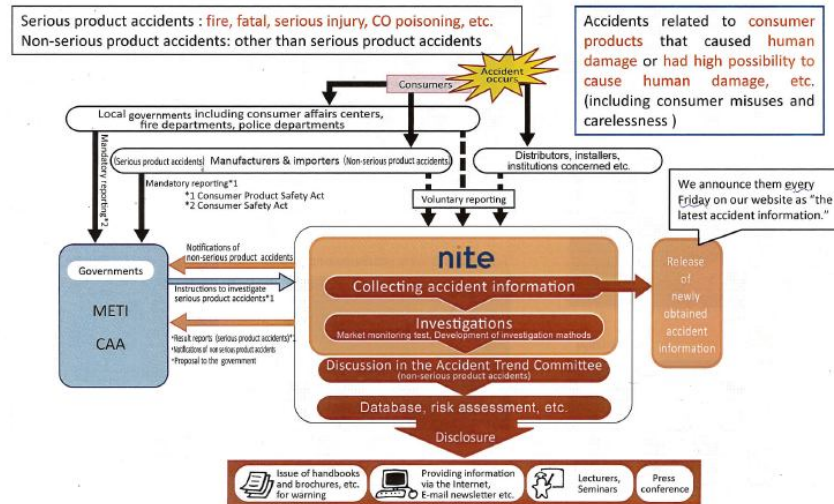 Serious product accidents : fire, fatal, serious injury, CO poisoning, etc.
Non-serious product accidents: other than serious product accidents
Accidents related to consumer
products that caused human
damage or had high possibility to
cause human damage, etc.
(including consumer misuses and
carelessness )
Accident
occurs
Consumers
Local governments including consumer affairs centers,
fire departments, police departments
(Serious product accidents) Manufacturers & importers (Non-serious product accidents)
Distributors, installers,
institutions concerned etc.
Mandatory reporting*2
Mandatory reporting*1
*1 Consumer Product Safety Act
*2 Consumer Safety Act
Voluntary reporting
We announce them every
Friday on our website as "the
latest accident information."
Governments
METI
CAA
Notifications of
non-serious product accidents
Instructions to investigate
serious product accidents*1
*Result reports (serious product accidents)*1
*Notifications of non serious product accidents
*Proposal to the government
nite
Collecting accident information
Investigations
Market monitoring test, Development of investigation methods
Discussion in the Accident Trend Committee
(non-serious product accidents)
Database, risk assessment, etc.
Disclosure
Release
of
newly
obtained
accident
information
Issue of handbooks
and brochures, etc.
for warning
Providing information
via the Internet,
E-mail newsletter etc.
Lecturers,
Seminars
Press
conference